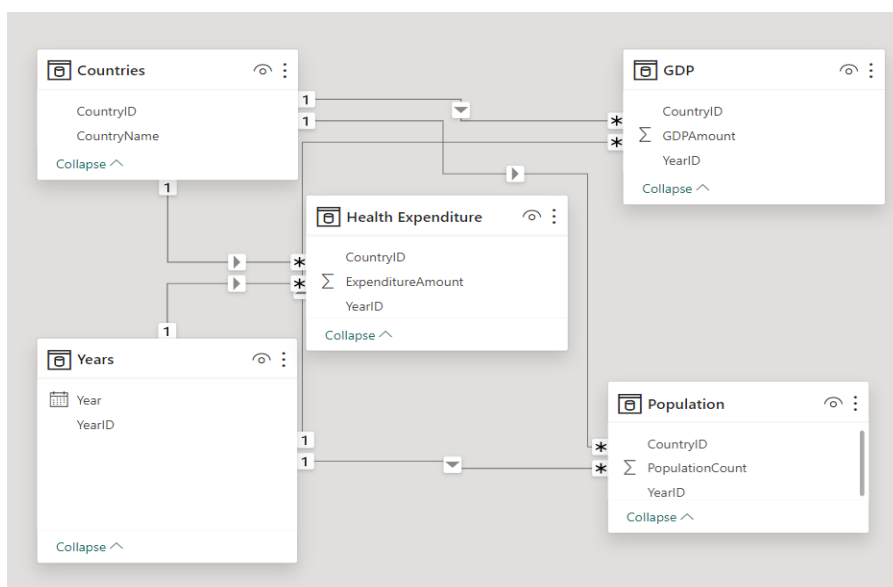 Countries
CountryID
CountryName
Collapse
1
1
1
GDP
CountryID
GDPAmount
YearID
Collapse
*
*
Health Expenditure
CountryID
ExpenditureAmount
YearID
Collapse
*
*
1
Years
Year
YearID
Collapse
1
1
Population
CountryID
PopulationCount
YearID
Collapse
*
*